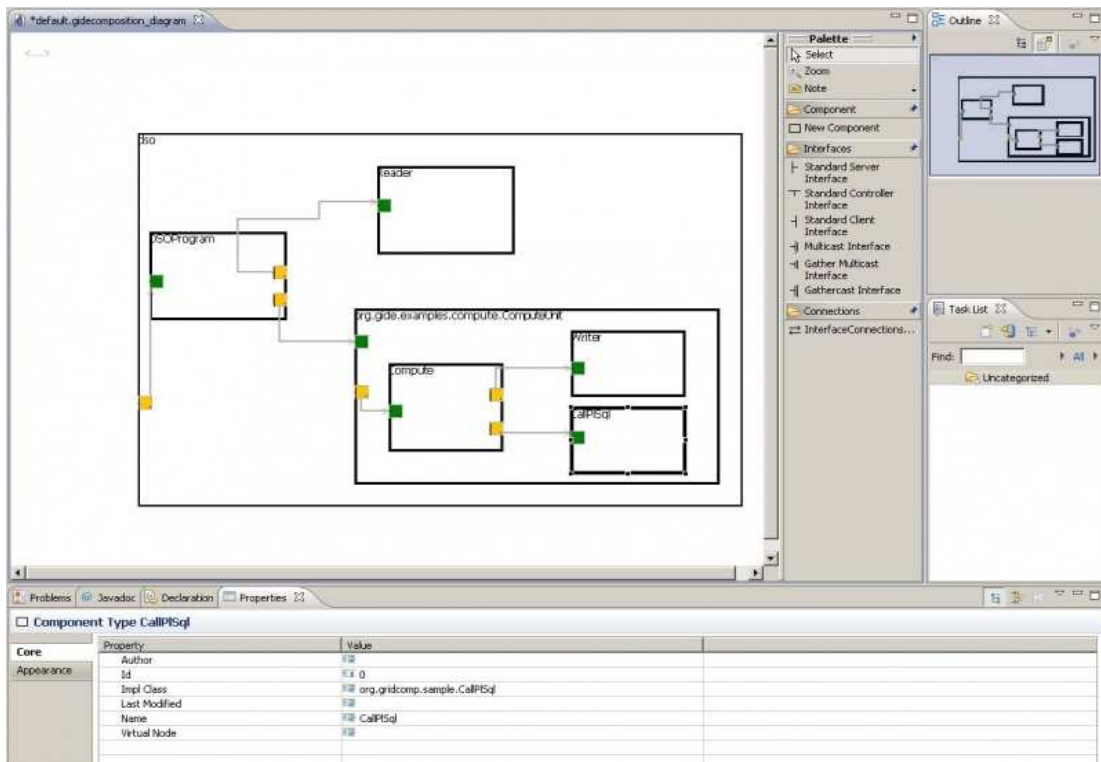 *default.gidecomposition_diagram
<...>
dso
Reader
DSOProgram
org.gide.examples.compute.ComputeUnit
Writer
Compute
CallPlSql
Palette
Select
Zoom
Note
Component
New Component
Interfaces
Standard Server
Interface
Standard Controller
Interface
Standard Client
Interface
Multicast Interface
Gather Multicast
Interface
Gathercast Interface
Connections
InterfaceConnections...
Outline
Task List
Find:
All
Uncategorized
Problems
Javadoc
Declaration
Properties
Component Type CallPlSql
Core
Appearance
Property Value
Author
Id 0
Impl Class org.gridcomp.sample.CallPlSql
Last Modified
Name CallPlSql
Virtual Node